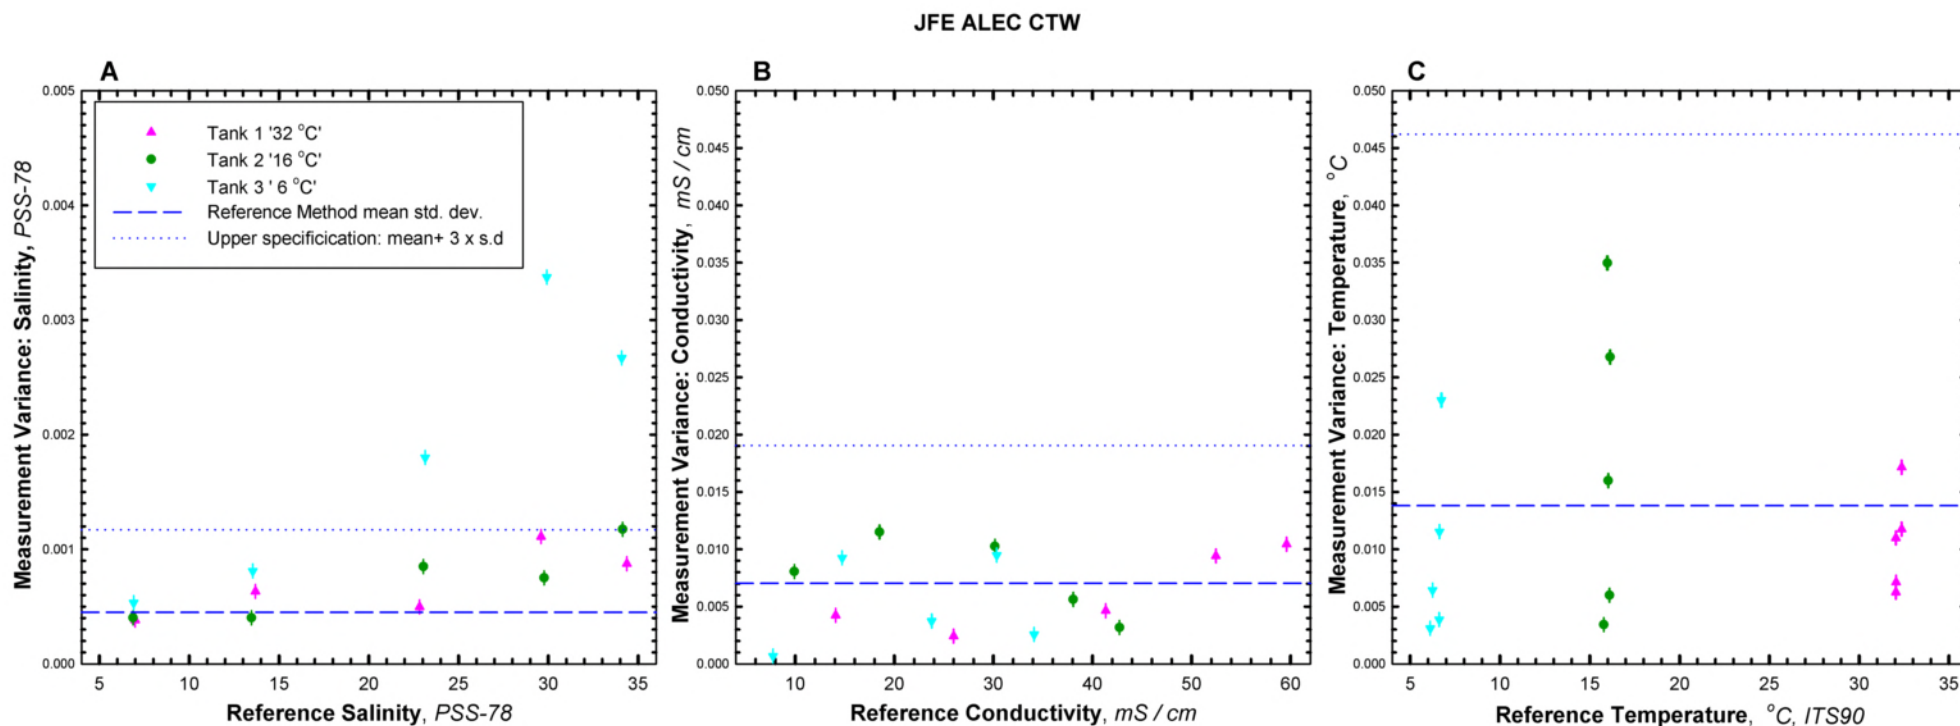 JFE ALEC CTW
A
Measurement Variance: Salinity, PSS-78
0.005
0.004
0.003
0.002
0.001
0.000
Tank 1 '32 °C'
Tank 2 '16 °C'
Tank 3 ' 6 °C'
Reference Method mean std. dev.
Upper specificication: mean+ 3 x s.d
5 10 15 20 25 30 35
Reference Salinity, PSS-78
B
Measurement Variance: Conductivity, mS / cm
0.050
0.045
0.040
0.035
0.030
0.025
0.020
0.015
0.010
0.005
0.000
10 20 30 40 50 60
Reference Conductivity, mS / cm
C
Measurement Variance: Temperature, °C
0.050
0.045
0.040
0.035
0.030
0.025
0.020
0.015
0.010
0.005
0.000
5 10 15 20 25 30 35
Reference Temperature, °C, ITS90